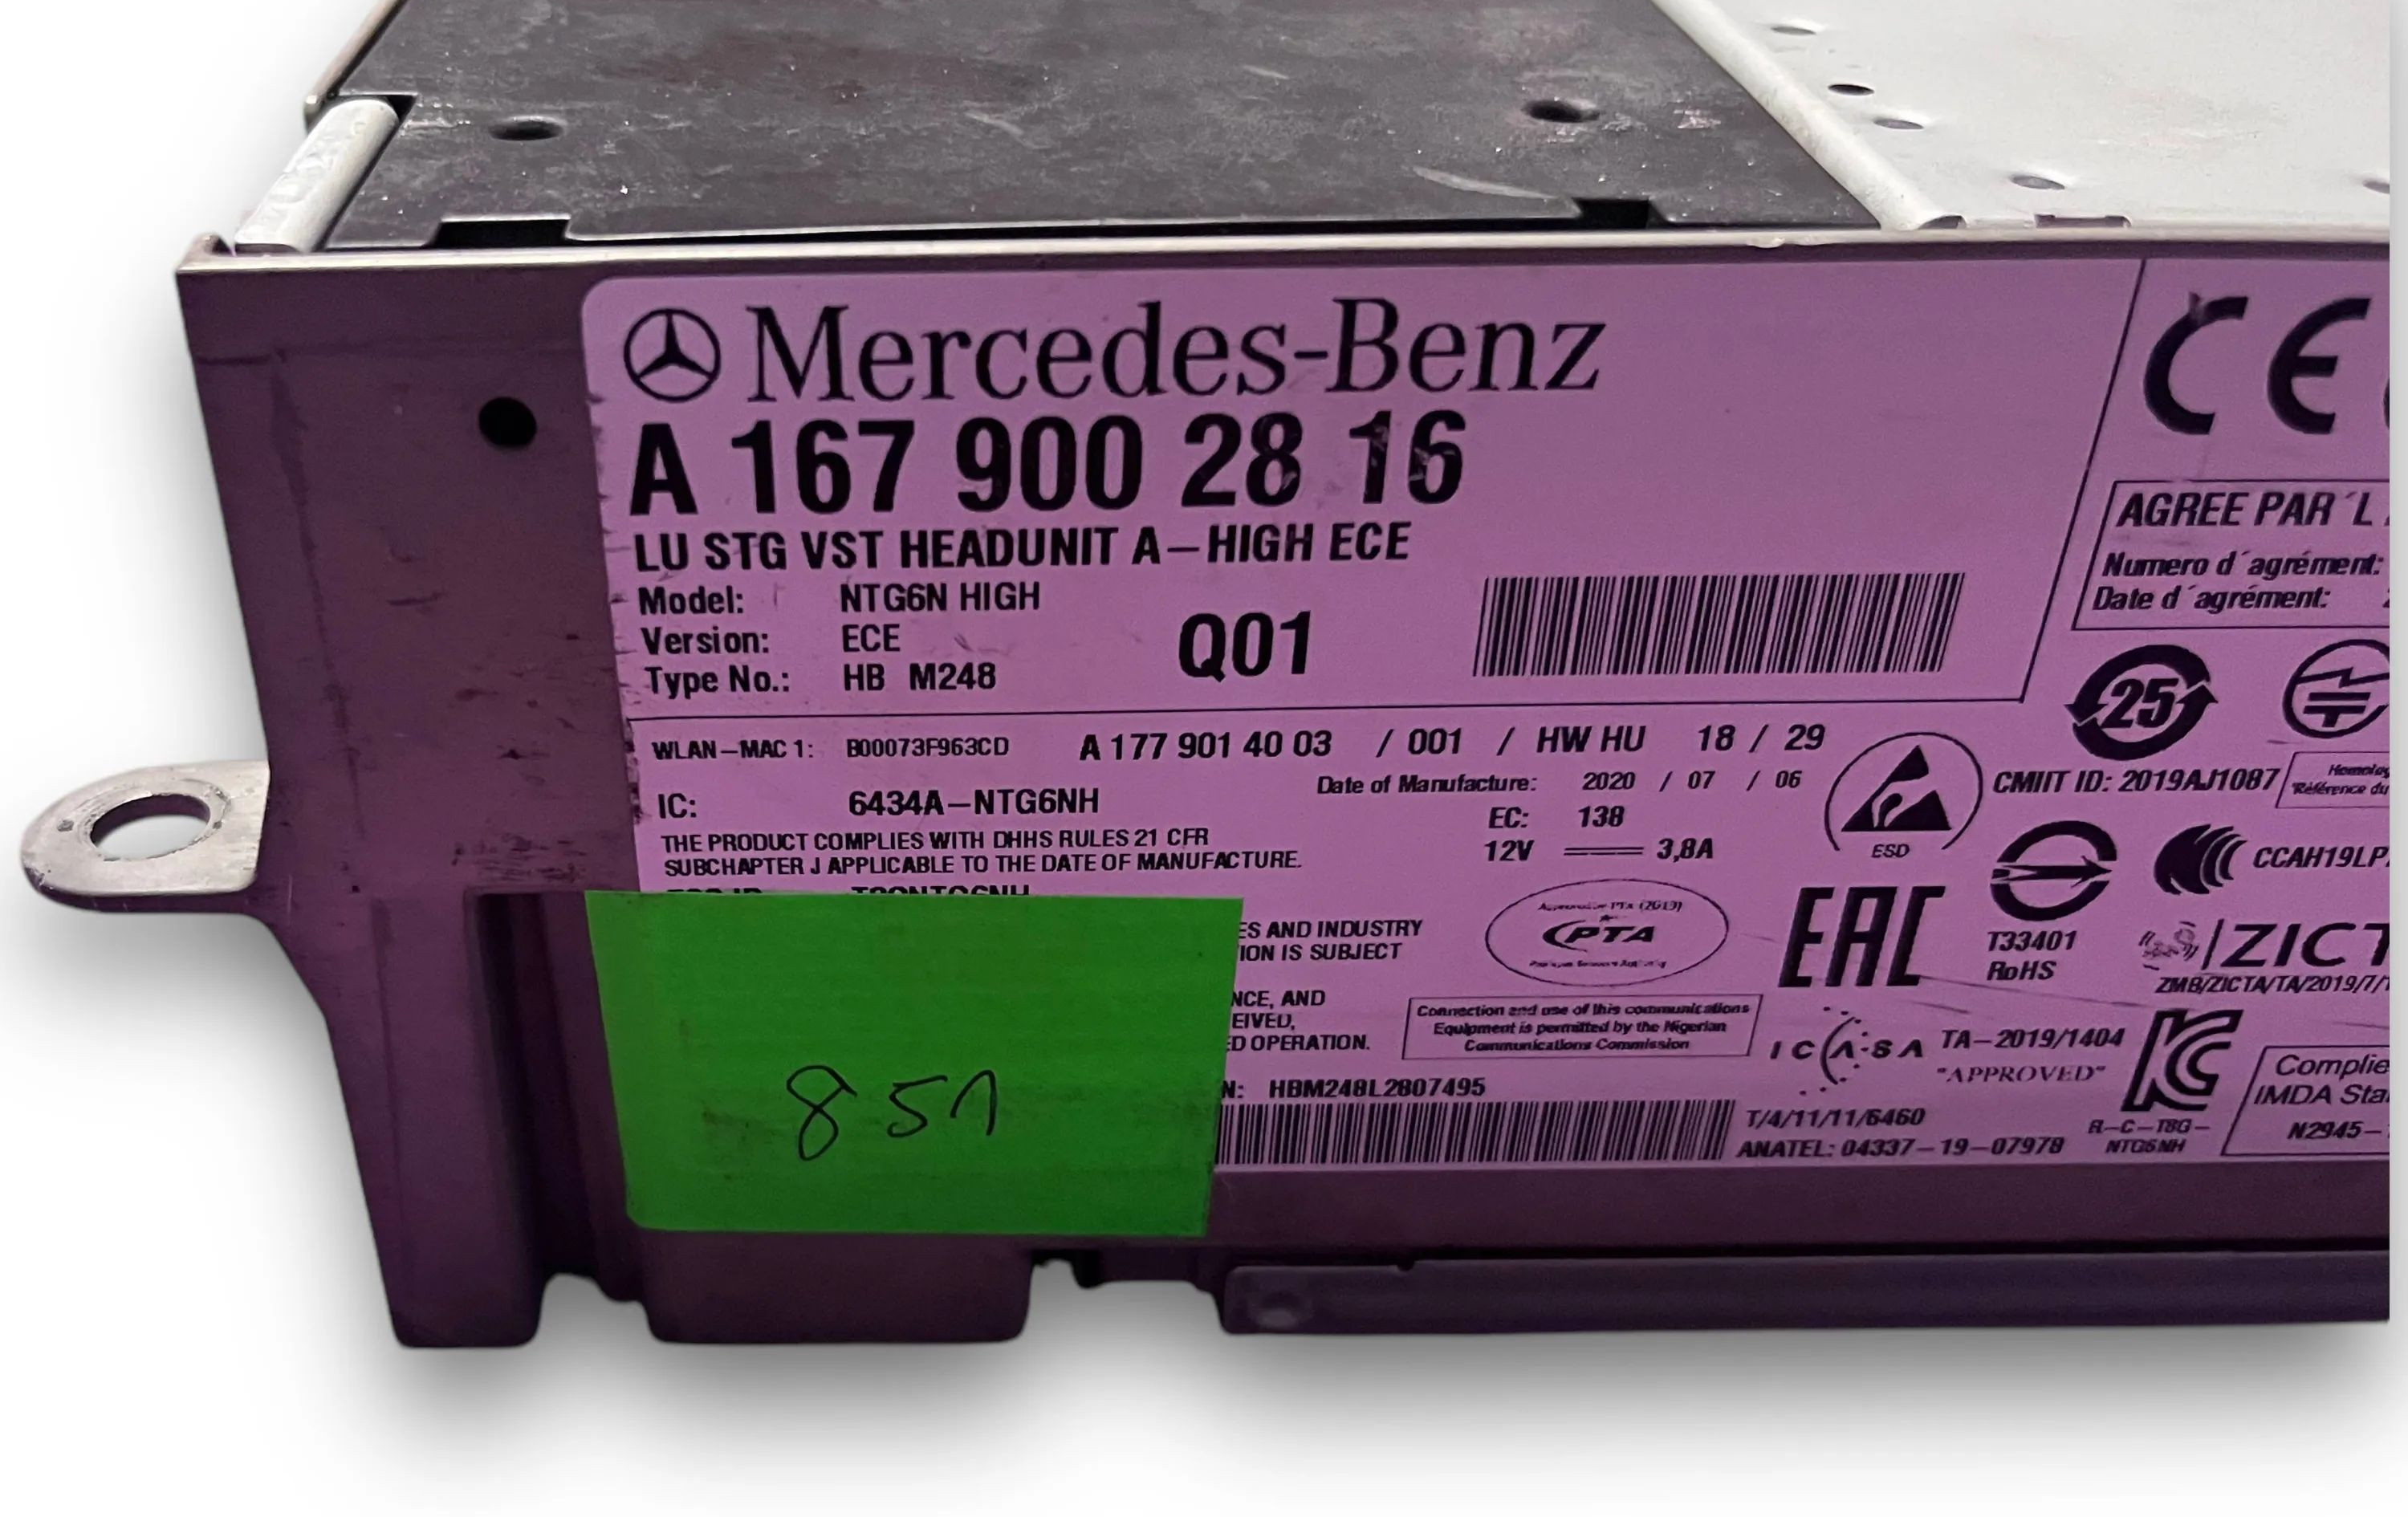 Mercedes-Benz
A 167 900 28 16
LU STG VST HEADUNIT A-HIGH ECE
Model: NTG6N HIGH
Version: ECE
Type No.: HB M248
Q01
WLAN-MAC 1: B00073F963CD
A 177 901 40 03 / 001 / HW HU 18 / 29
Date of Manufacture: 2020 / 07 / 06
IC: 6434A-NTG6NH
EC: 138
12V 3,8A
THE PRODUCT COMPLIES WITH DHHS RULES 21 CFR
SUBCHAPTER J APPLICABLE TO THE DATE OF MANUFACTURE.
ES AND INDUSTRY
ION IS SUBJECT
NCE, AND
EIVED,
D OPERATION.
N: HBM248L2807495
851
ESD
PTA
Connection and use of this communications
Equipment is permitted by the Nigerian
Communications Commission
EAC
ICASA
TA-2019/1404
"APPROVED"
T/4/11/11/6460
ANATEL: 04337-19-07978
CE
AGREE PAR ´L
Numero d´agrément:
Date d´agrément:
25
CMIIT ID: 2019AJ1087
CCAH19LP
T33401
RoHS
ZICT
ZMB/ZICTA/TA/2019/7/
R-C-T8G-
NTG6NH
Complie
IMDA Sta
N2945-